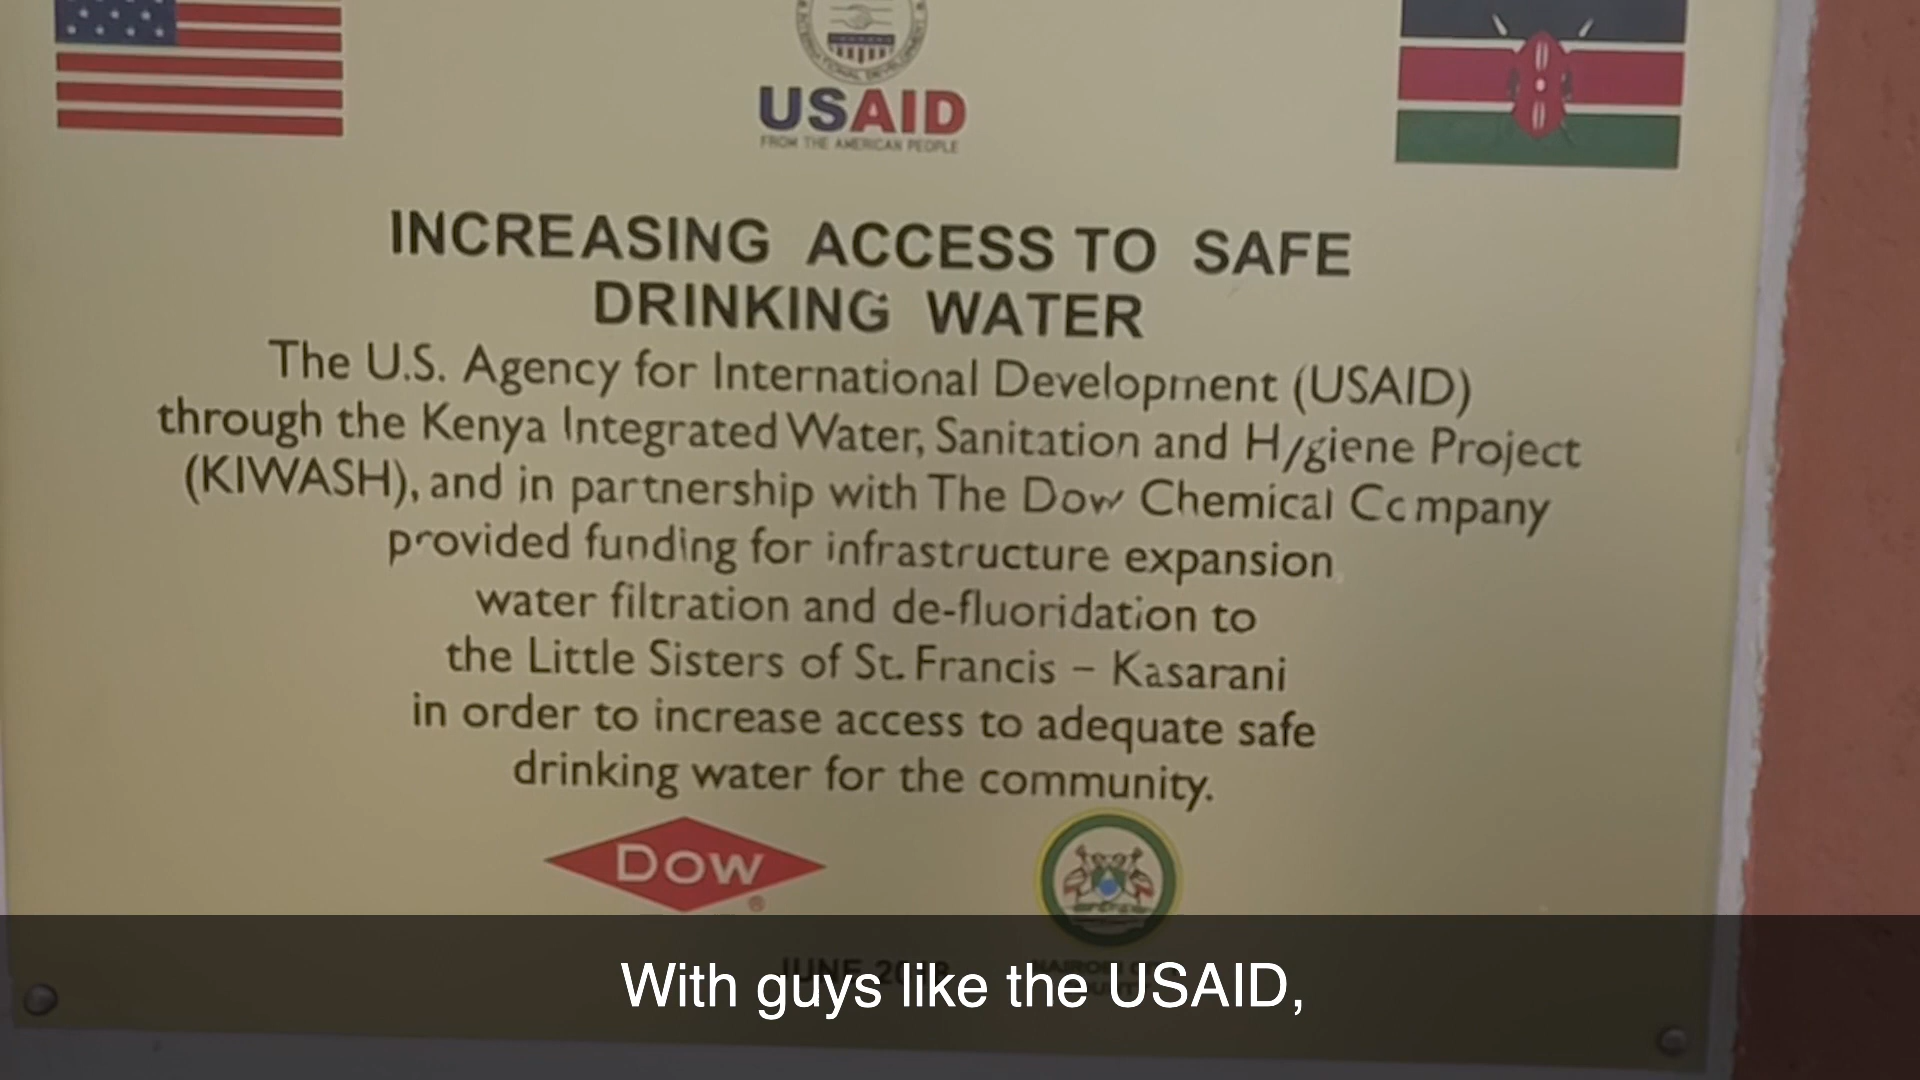 USAID
FROM THE AMERICAN PEOPLE
INCREASING ACCESS TO SAFE
DRINKING WATER
The U.S. Agency for International Development (USAID)
through the Kenya Integrated Water, Sanitation and Hygiene Project
(KIWASH), and in partnership with The Dow Chemical Company
provided funding for infrastructure expansion
water filtration and de-fluoridation to
the Little Sisters of St. Francis – Kasarani
in order to increase access to adequate safe
drinking water for the community.
DOW ®
JUNE
With guys like the USAID,